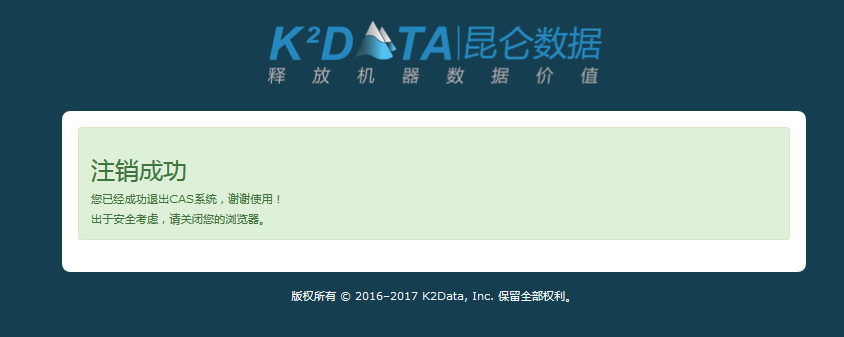 K²DATA|昆仑数据
释放机器数据价值
注销成功
您已经成功退出CAS系统，谢谢使用！
出于安全考虑，请关闭您的浏览器。
版权所有 © 2016–2017 K2Data, Inc. 保留全部权利。